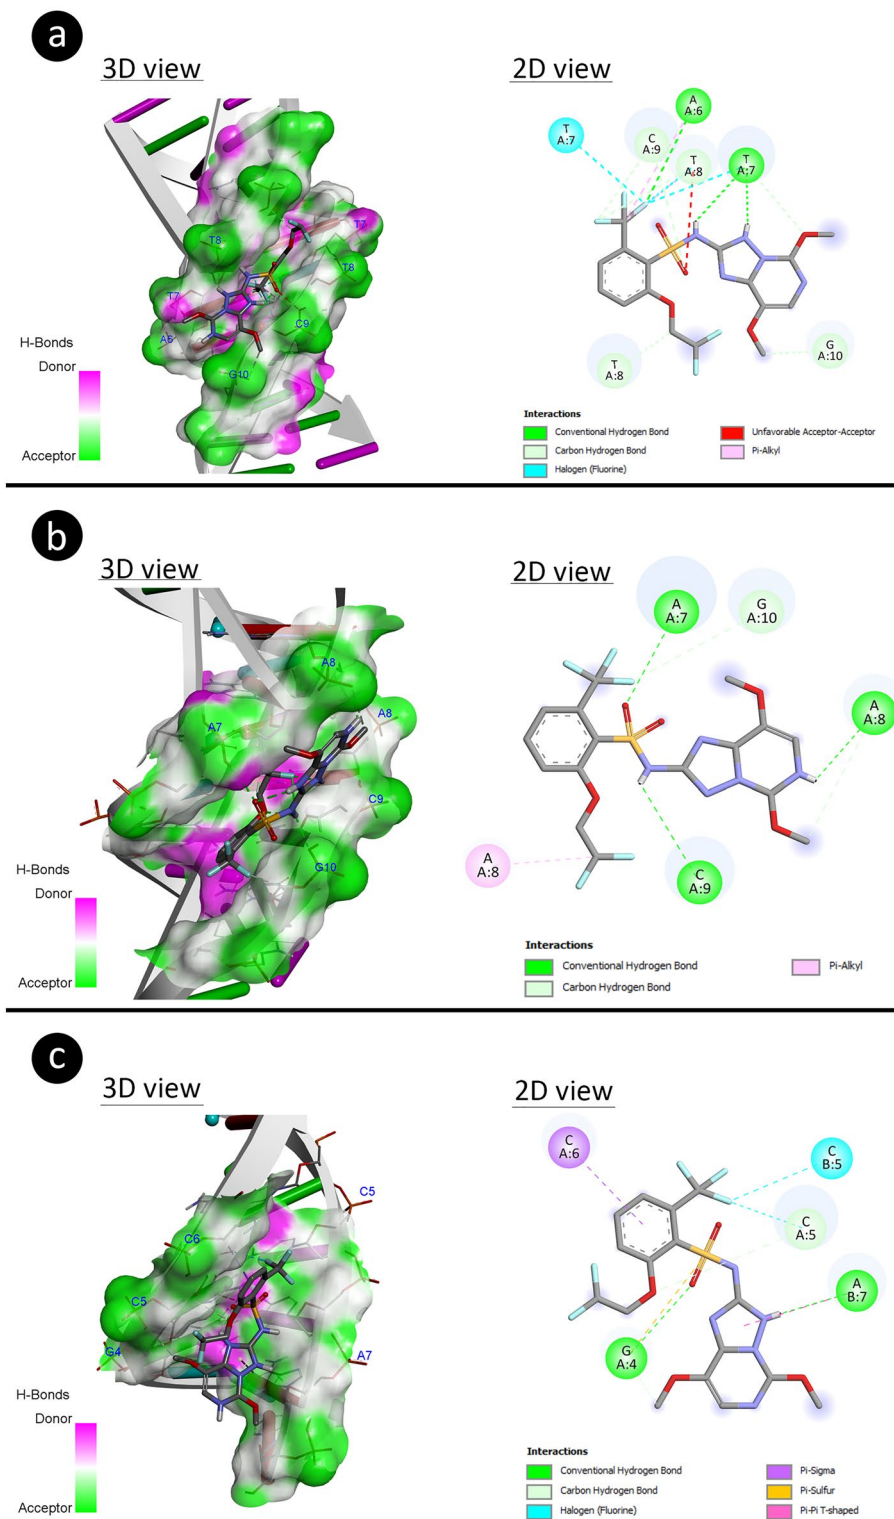 a
3D view
2D view
T7
T8
T8
T7
C9
A6
G10
H-Bonds
Donor
Acceptor
A
A:6
T
A:7
C
A:9
T
A:8
T
A:7
T
A:8
G
A:10
Interactions
Conventional Hydrogen Bond
Unfavorable Acceptor-Acceptor
Carbon Hydrogen Bond
Pi-Alkyl
Halogen (Fluorine)
b
3D view
2D view
A8
A8
A7
C9
G10
H-Bonds
Donor
Acceptor
A
A:7
G
A:10
A
A:8
A
A:8
C
A:9
Interactions
Conventional Hydrogen Bond
Pi-Alkyl
Carbon Hydrogen Bond
c
3D view
2D view
C5
C6
C5
G4
A7
H-Bonds
Donor
Acceptor
C
A:6
C
B:5
C
A:5
A
B:7
G
A:4
Interactions
Conventional Hydrogen Bond
Pi-Sigma
Carbon Hydrogen Bond
Pi-Sulfur
Halogen (Fluorine)
Pi-Pi T-shaped